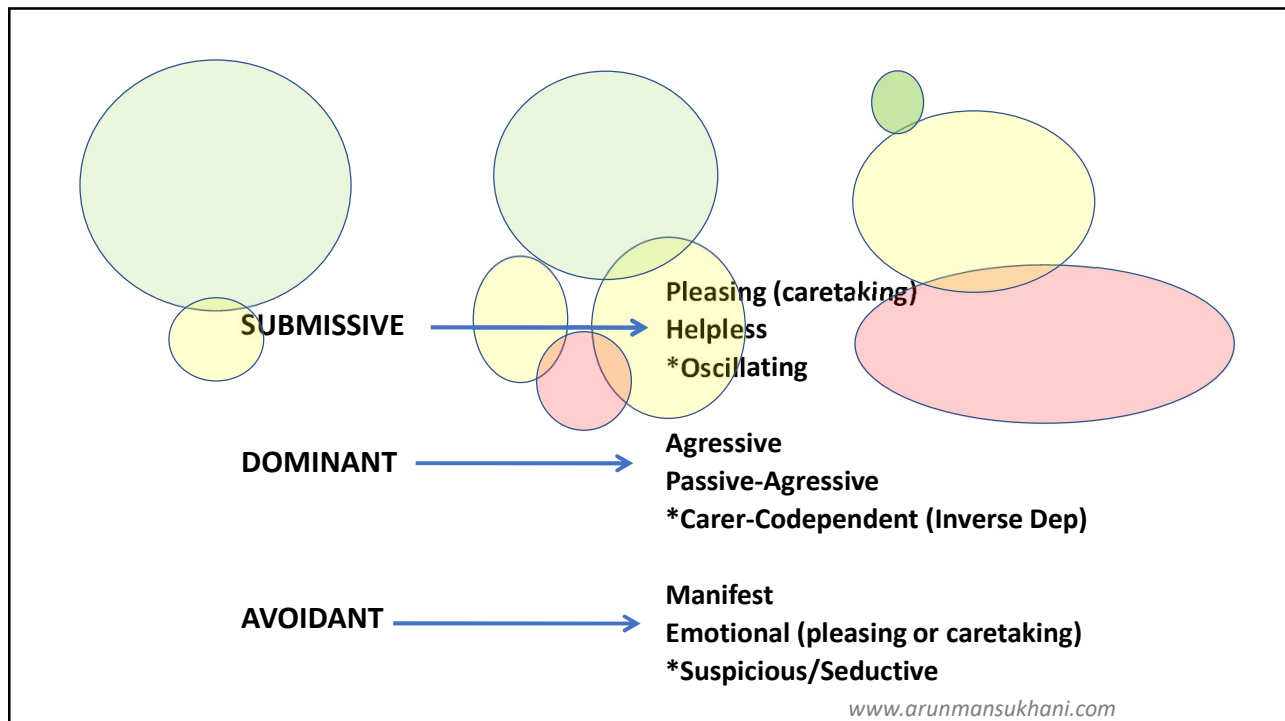 SUBMISSIVE
Pleasing (caretaking)
Helpless
*Oscillating
DOMINANT
Agressive
Passive-Agressive
*Carer-Codependent (Inverse Dep)
AVOIDANT
Manifest
Emotional (pleasing or caretaking)
*Suspicious/Seductive
www.arunmansukhani.com